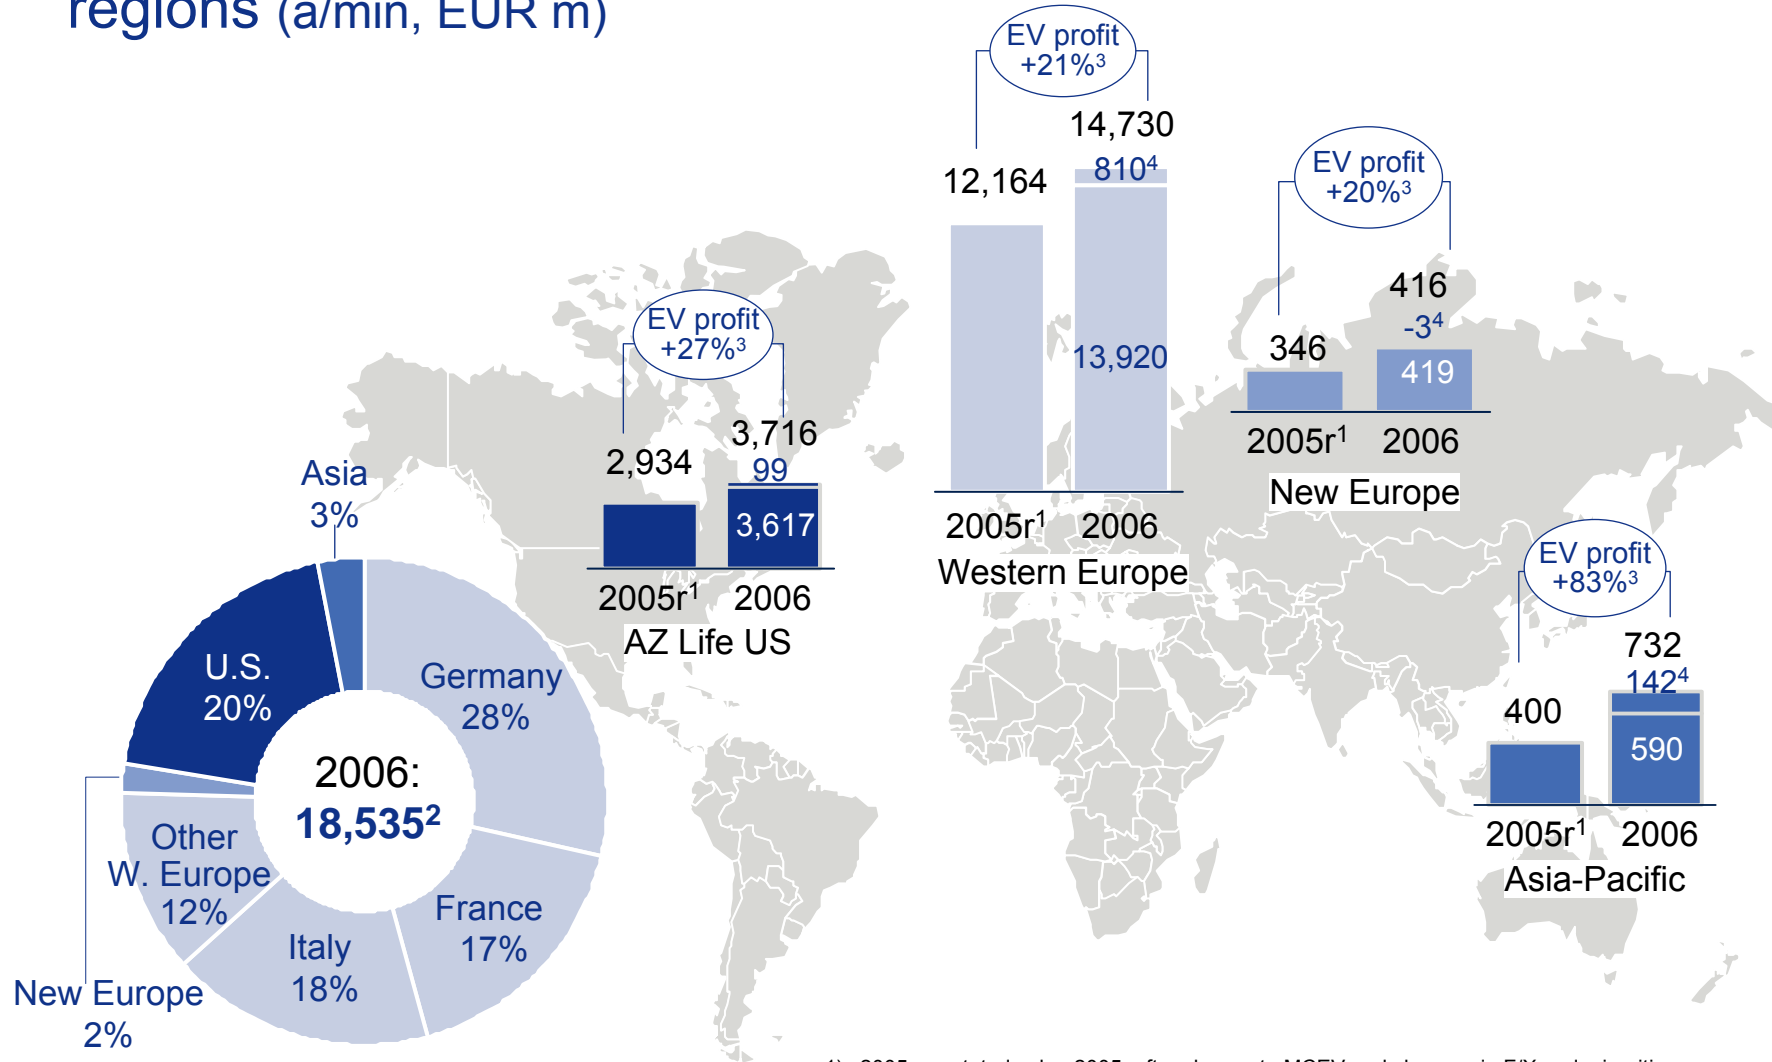 regions (a/min, EUR m)
EV profit
+21%³
14,730
810⁴
12,164
13,920
2005r¹ 2006
Western Europe
EV profit
+20%³
416
-3⁴
346
419
2005r¹ 2006
New Europe
EV profit
+27%³
3,716
99
2,934
3,617
2005r¹ 2006
AZ Life US
EV profit
+83%³
732
142⁴
400
590
2005r¹ 2006
Asia-Pacific
Asia
3%
U.S.
20%
Germany
28%
2006:
18,535²
Other
W. Europe
12%
France
17%
Italy
18%
New Europe
2%